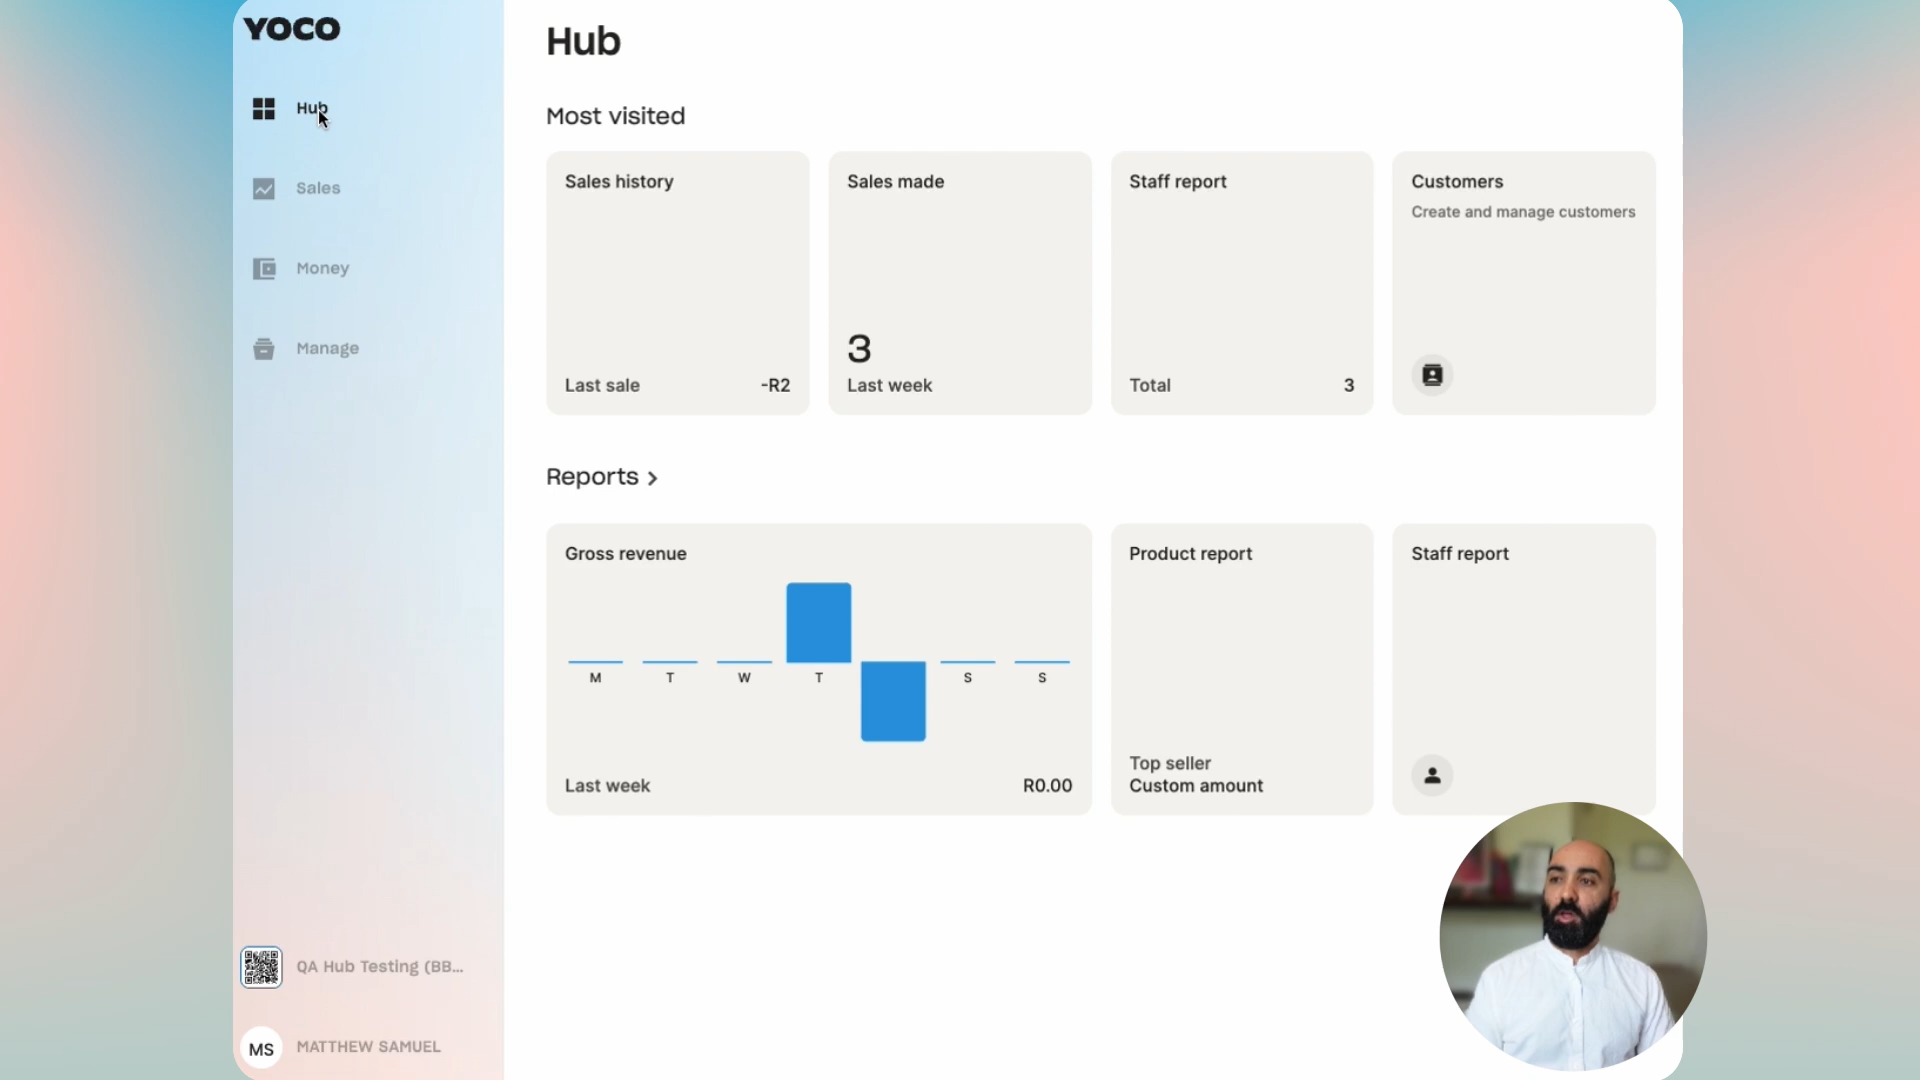 YOCO
Hub
Sales
Money
Manage
QA Hub Testing (BB...
MS
MATTHEW SAMUEL
Hub
Most visited
Sales history
Last sale
-R2
Sales made
3
Last week
Staff report
Total
3
Customers
Create and manage customers
Reports >
Gross revenue
M T W T S S
Last week
R0.00
Product report
Top seller
Custom amount
Staff report